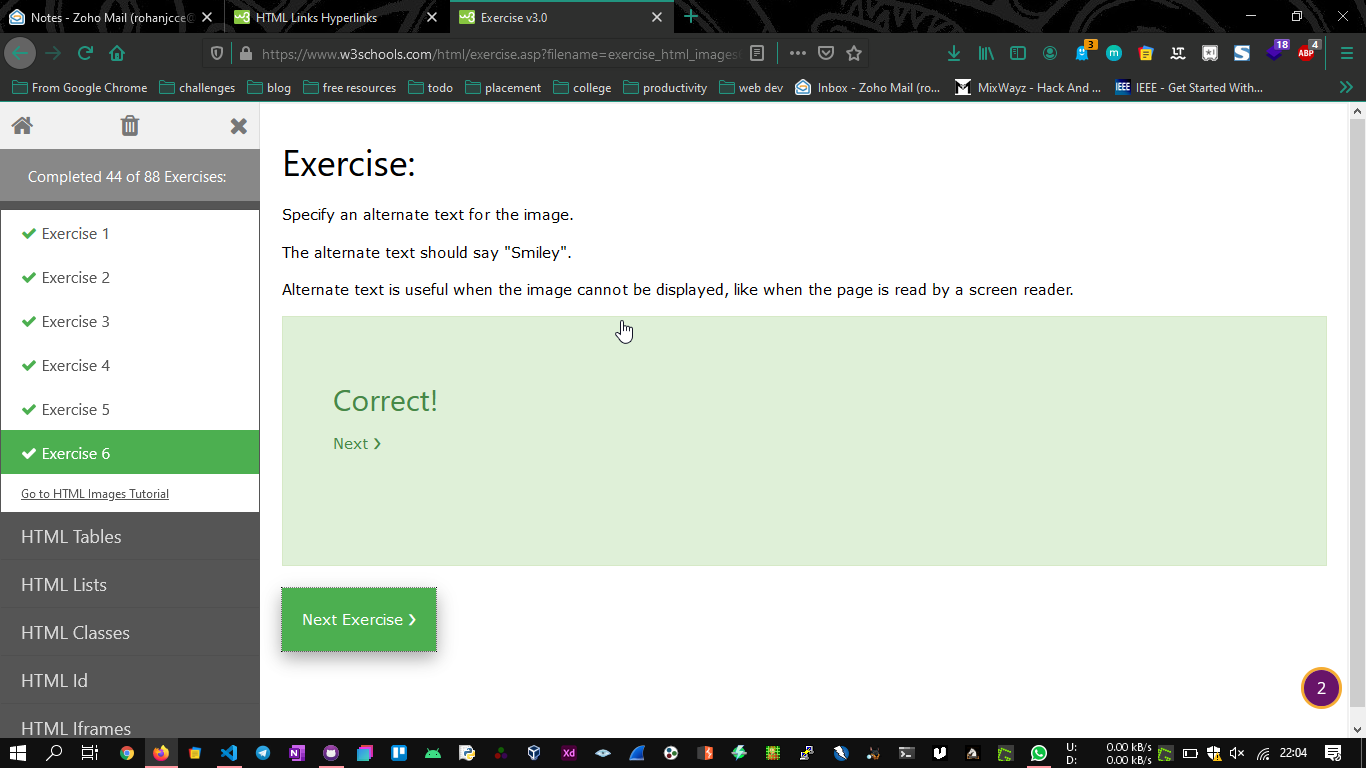 Notes - Zoho Mail (rohanjcce@
HTML Links Hyperlinks
Exercise v3.0
https://www.w3schools.com/html/exercise.asp?filename=exercise_html_images
3
18
4
From Google Chrome
challenges
blog
free resources
todo
placement
college
productivity
web dev
Inbox - Zoho Mail (ro...
MixWayz - Hack And ...
IEEE - Get Started With...
Completed 44 of 88 Exercises:
Exercise 1
Exercise 2
Exercise 3
Exercise 4
Exercise 5
Exercise 6
Go to HTML Images Tutorial
HTML Tables
HTML Lists
HTML Classes
HTML Id
HTML Iframes
Exercise:
Specify an alternate text for the image.
The alternate text should say "Smiley".
Alternate text is useful when the image cannot be displayed, like when the page is read by a screen reader.
Correct!
Next ❯
Next Exercise ❯
2
U: 0.00 kB/s
D: 0.00 kB/s
22:04